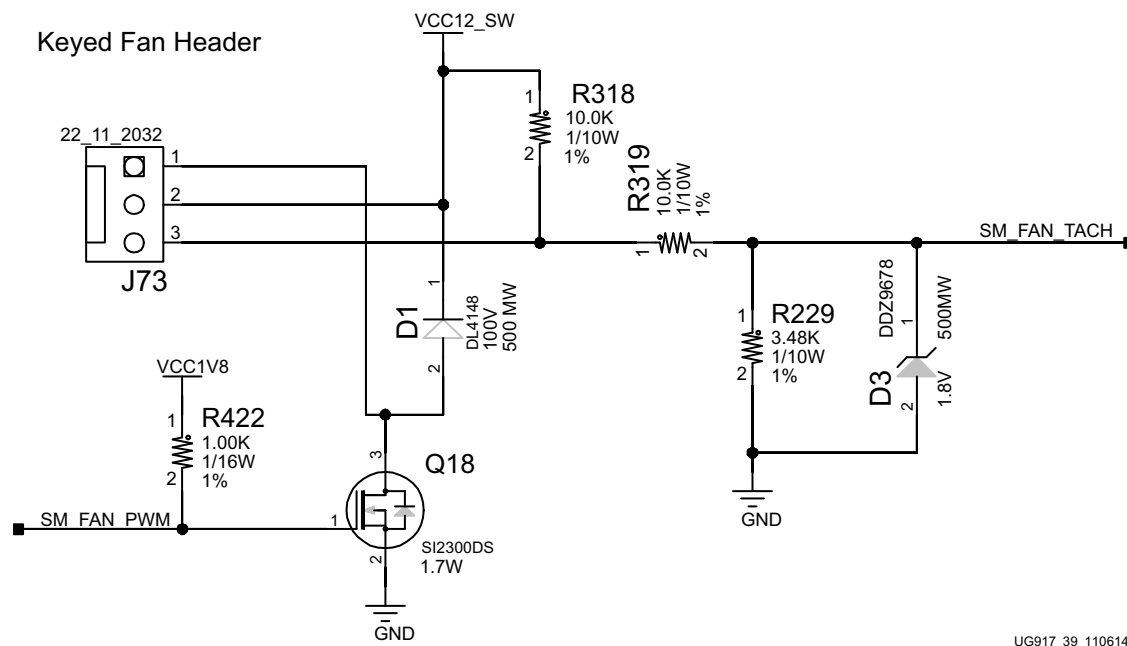 VCC12_SW
Keyed Fan Header
22_11_2032
1
2
3
J73
1
R318
10.0K
1/10W
1%
2
R319
10.0K
1/10W
1%
1
2
SM_FAN_TACH
1
D1
DL4148
100V
500 MW
2
1
R229
3.48K
1/10W
1%
2
DDZ9678
1
500MW
D3
2
1.8V
GND
VCC1V8
1
R422
1.00K
1/16W
1%
2
SM_FAN_PWM
1
3
Q18
2
SI2300DS
1.7W
GND
UG917_39_110614